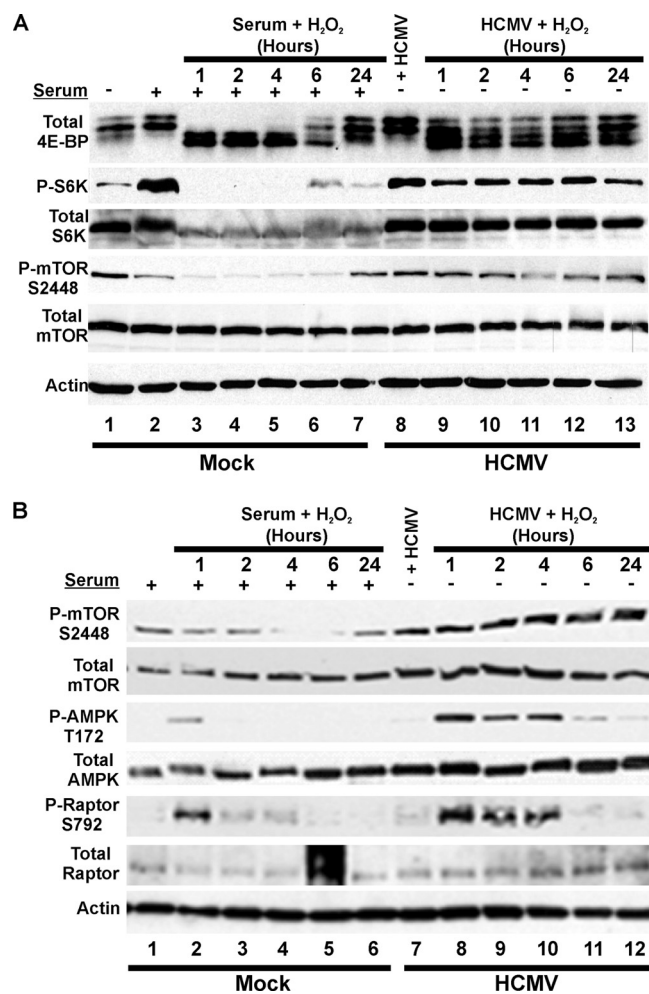 A
Serum + H₂O₂
(Hours)
+ HCMV
HCMV + H₂O₂
(Hours)
1 2 4 6 24 1 2 4 6 24
Serum - + + + + + + - - - - - -
Total
4E-BP
P-S6K
Total
S6K
P-mTOR
S2448
Total
mTOR
Actin
1 2 3 4 5 6 7 8 9 10 11 12 13
Mock HCMV
B
Serum + H₂O₂
(Hours)
+ HCMV
HCMV + H₂O₂
(Hours)
1 2 4 6 24 1 2 4 6 24
Serum + + + + + + - - - - - -
P-mTOR
S2448
Total
mTOR
P-AMPK
T172
Total
AMPK
P-Raptor
S792
Total
Raptor
Actin
1 2 3 4 5 6 7 8 9 10 11 12
Mock HCMV